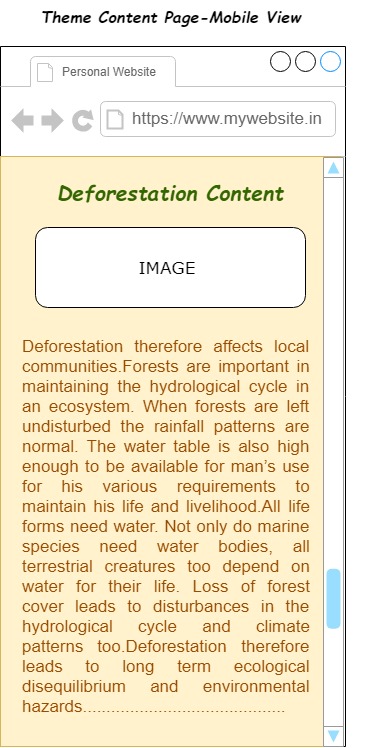 Theme Content Page-Mobile View
Personal Website
https://www.mywebsite.in
Deforestation Content
IMAGE
Deforestation therefore affects local
communities.Forests are important in
maintaining the hydrological cycle in
an ecosystem. When forests are left
undisturbed the rainfall patterns are
normal. The water table is also high
enough to be available for man’s use
for his various requirements to
maintain his life and livelihood.All life
forms need water. Not only do marine
species need water bodies, all
terrestrial creatures too depend on
water for their life. Loss of forest
cover leads to disturbances in the
hydrological cycle and climate
patterns too.Deforestation therefore
leads to long term ecological
disequilibrium and environmental
hazards...........................................